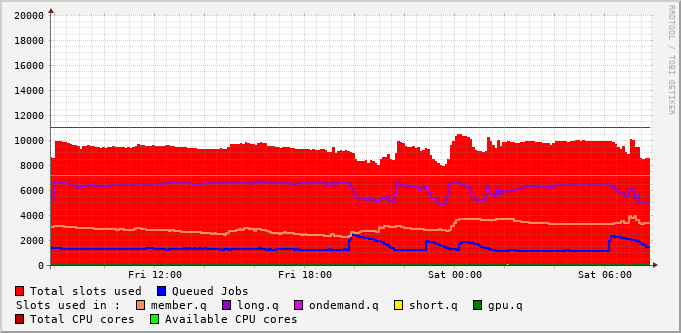 20000
18000
16000
14000
12000
10000
8000
6000
4000
2000
0
Fri 12:00 Fri 18:00 Sat 00:00 Sat 06:00
RRDTOOL / TOBI OETIKER
Total slots used Queued Jobs
Slots used in : member.q long.q ondemand.q short.q gpu.q
Total CPU cores Available CPU cores